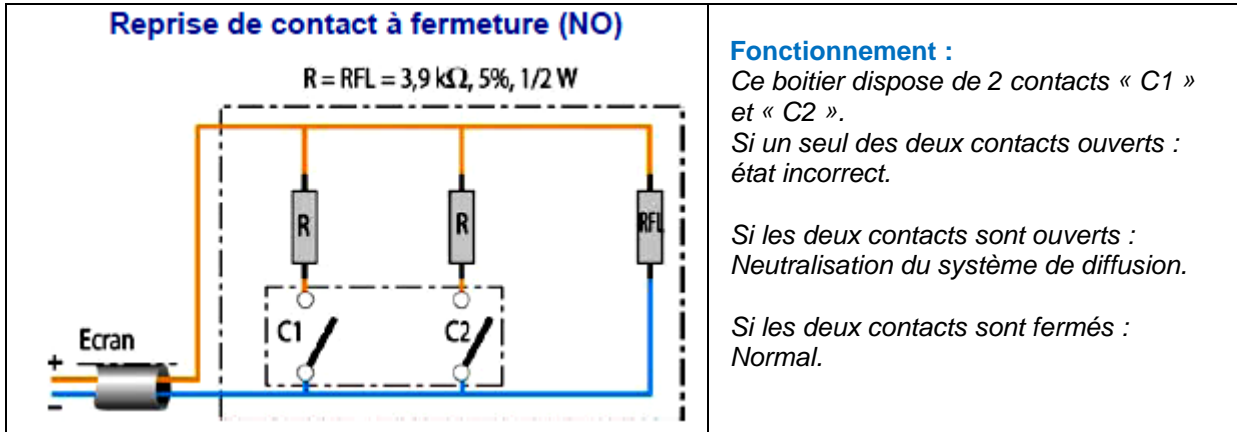 Reprise de contact à fermeture (NO)
R = RFL = 3,9 kΩ, 5%, 1/2 W
R
R
RFL
C1
C2
Ecran
+
–
Fonctionnement :
Ce boitier dispose de 2 contacts « C1 »
et « C2 ».
Si un seul des deux contacts ouverts :
état incorrect.
Si les deux contacts sont ouverts :
Neutralisation du système de diffusion.
Si les deux contacts sont fermés :
Normal.